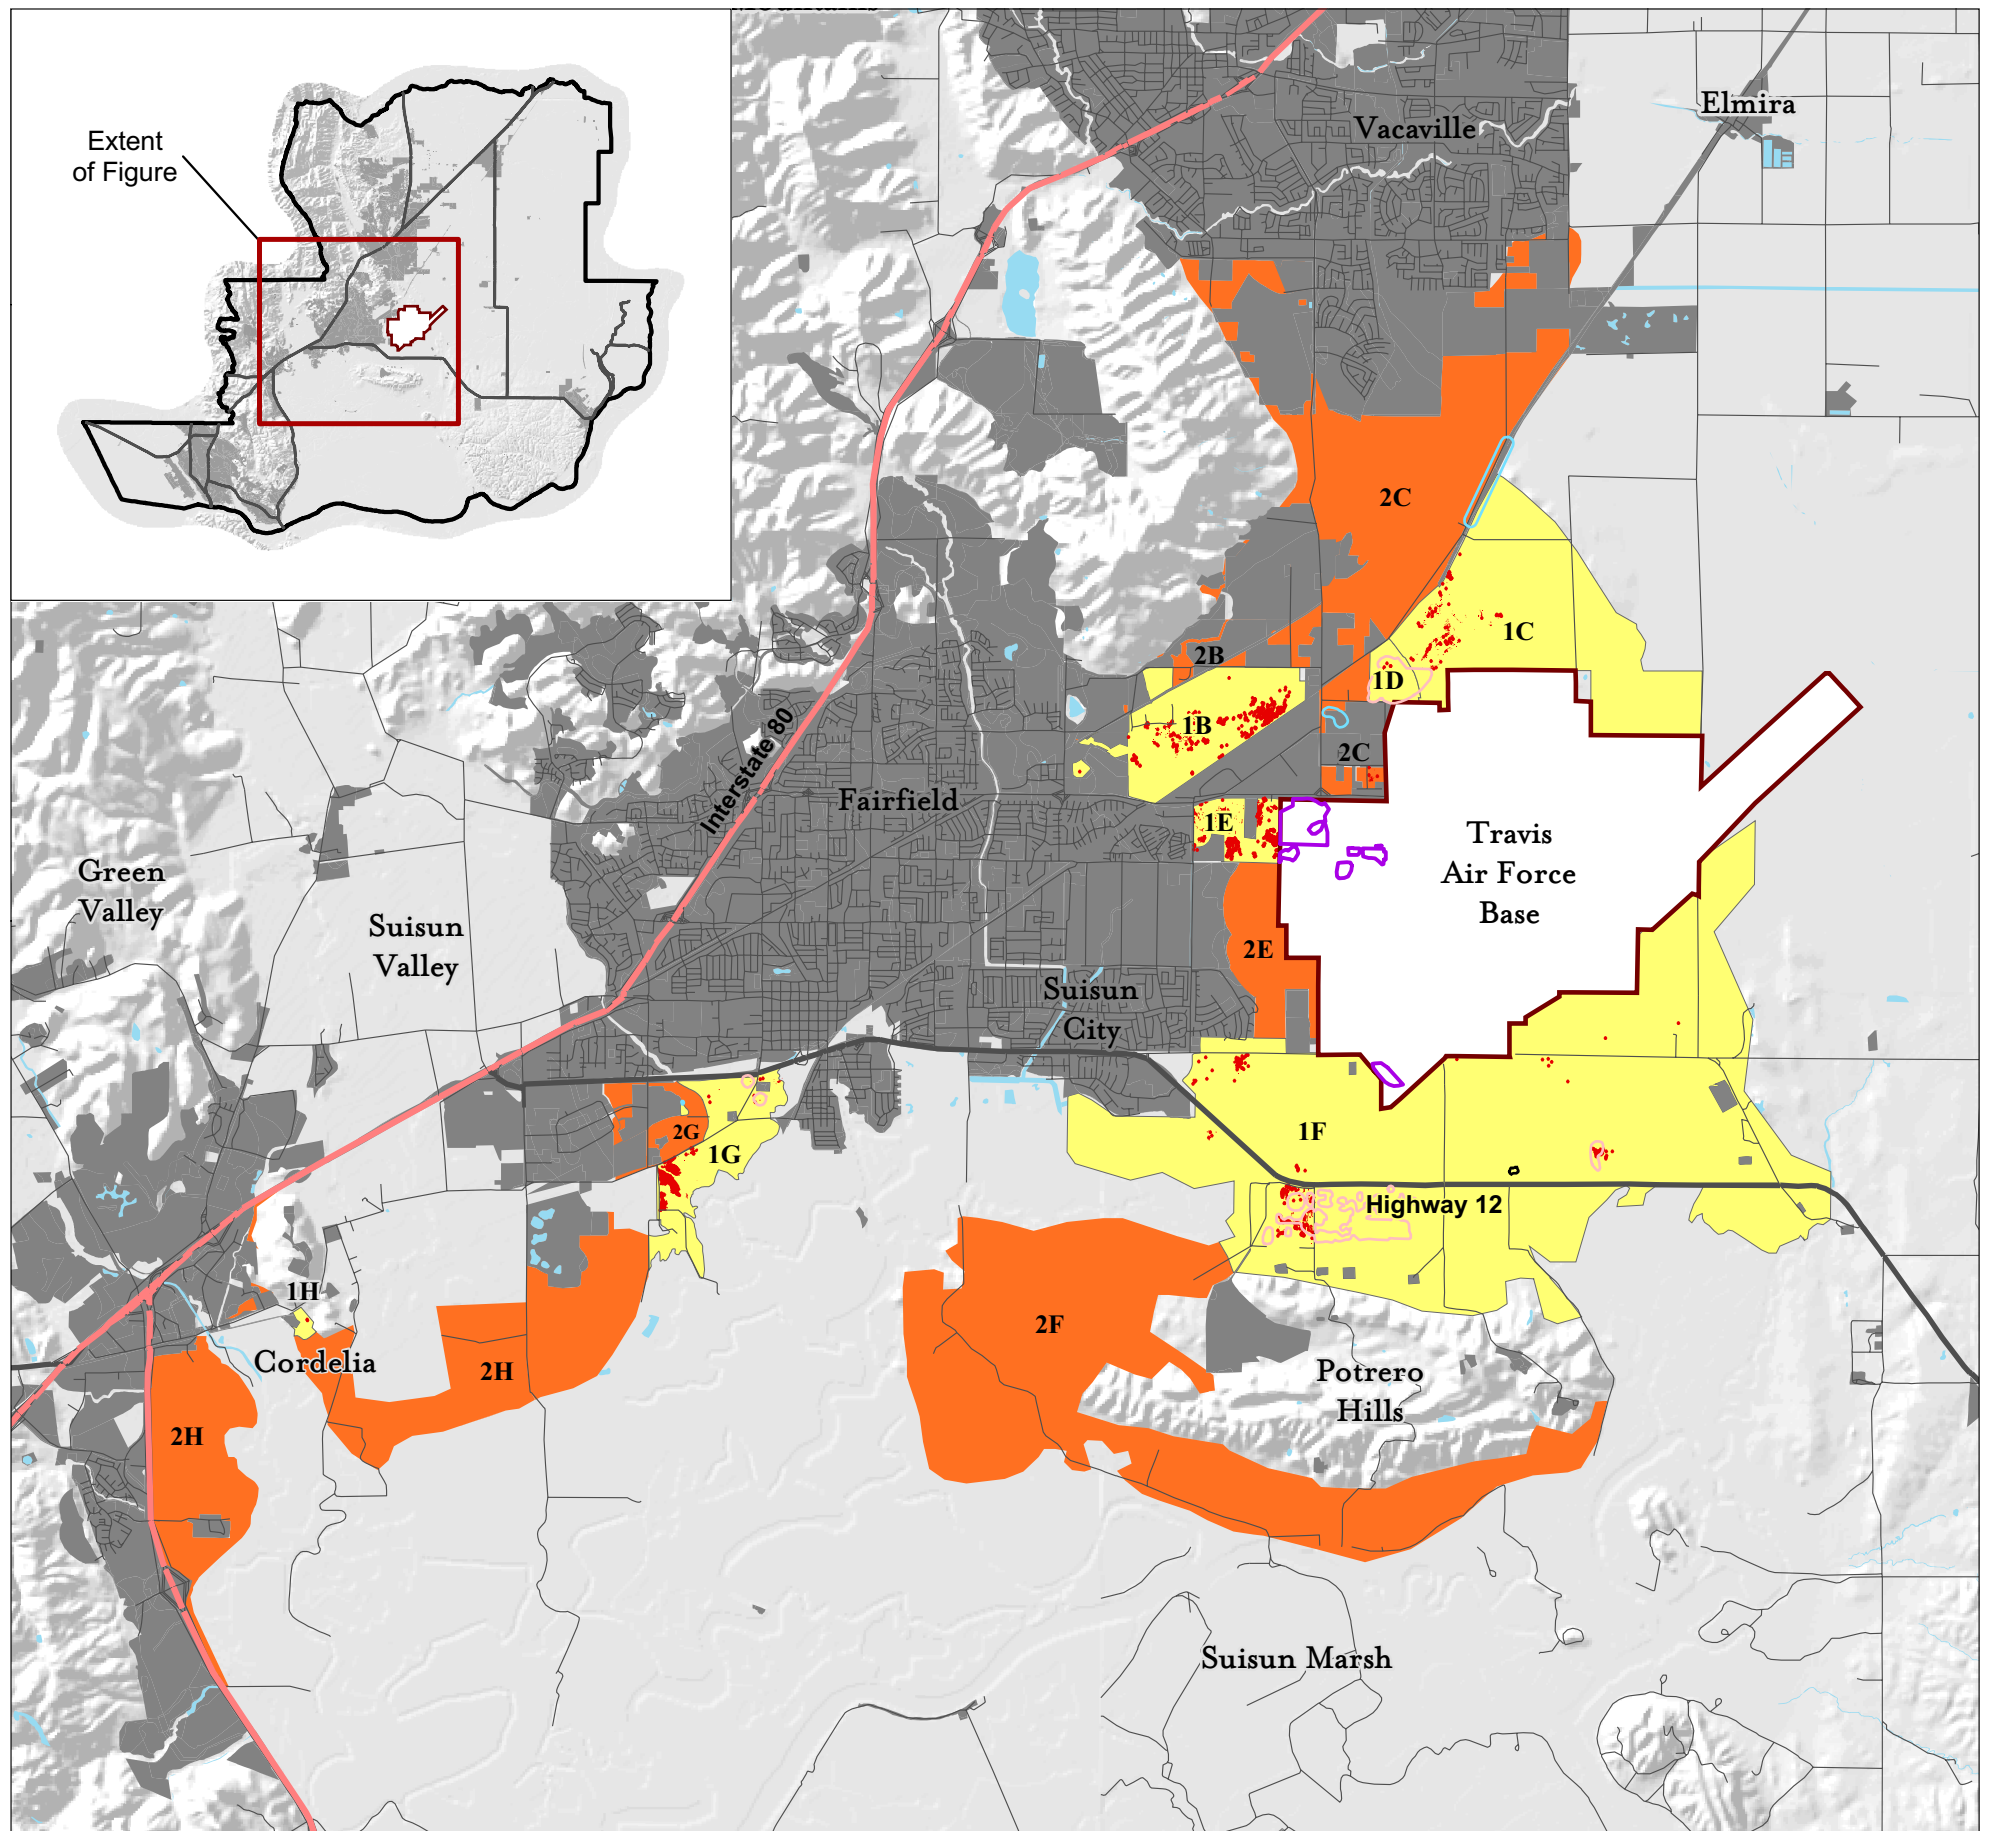 Extent
of Figure
Elmira
Vacaville
2C
1C
2B
1D
1B
2C
Interstate 80
Fairfield
1E
Travis
Air Force
Base
Green
Valley
Suisun
Valley
2E
Suisun
City
1F
2G
1G
Highway 12
1H
2F
Cordelia
2H
Potrero
Hills
2H
Suisun Marsh